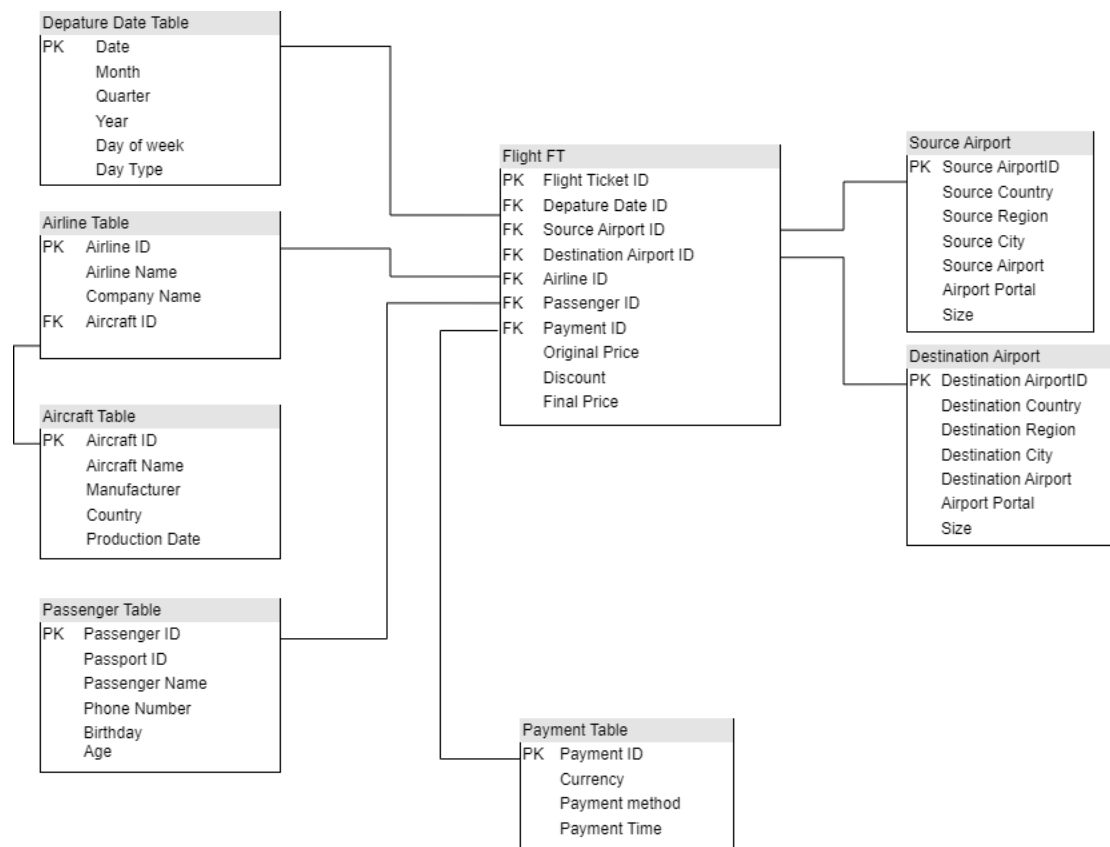 Depature Date Table
PK Date
Month
Quarter
Year
Day of week
Day Type
Airline Table
PK Airline ID
Airline Name
Company Name
FK Aircraft ID
Aircraft Table
PK Aircraft ID
Aircraft Name
Manufacturer
Country
Production Date
Passenger Table
PK Passenger ID
Passport ID
Passenger Name
Phone Number
Birthday
Age
Flight FT
PK Flight Ticket ID
FK Depature Date ID
FK Source Airport ID
FK Destination Airport ID
FK Airline ID
FK Passenger ID
FK Payment ID
Original Price
Discount
Final Price
Payment Table
PK Payment ID
Currency
Payment method
Payment Time
Source Airport
PK Source AirportID
Source Country
Source Region
Source City
Source Airport
Airport Portal
Size
Destination Airport
PK Destination AirportID
Destination Country
Destination Region
Destination City
Destination Airport
Airport Portal
Size